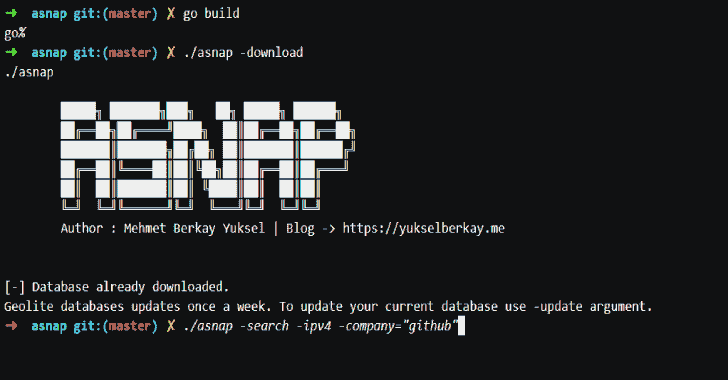 ➜ asnap git:(master) ✗ go build
go%
➜ asnap git:(master) ✗ ./asnap -download
./asnap
ASNAP
Author : Mehmet Berkay Yuksel | Blog -> https://yukselberkay.me
[-] Database already downloaded.
Geolite databases updates once a week. To update your current database use -update argument.
➜ asnap git:(master) ✗ ./asnap -search -ipv4 -company="github"